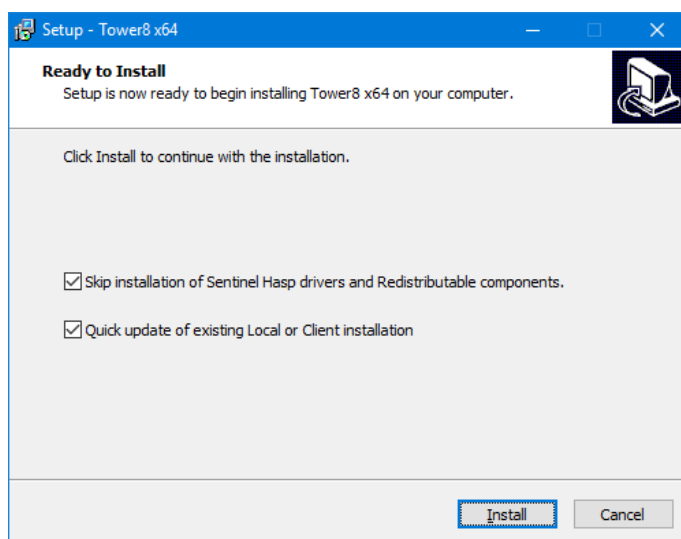 Setup - Tower8 x64
Ready to Install
Setup is now ready to begin installing Tower8 x64 on your computer.
Click Install to continue with the installation.
Skip installation of Sentinel Hasp drivers and Redistributable components.
Quick update of existing Local or Client installation
Install
Cancel